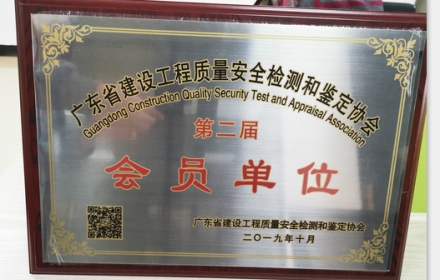 广东省建设工程质量安全检测和鉴定协会
Guangdong Construction Quality Security Test and Appraisal Association
第二届
会员单位
广东省建设工程质量安全检测和鉴定协会
二〇一九年十月